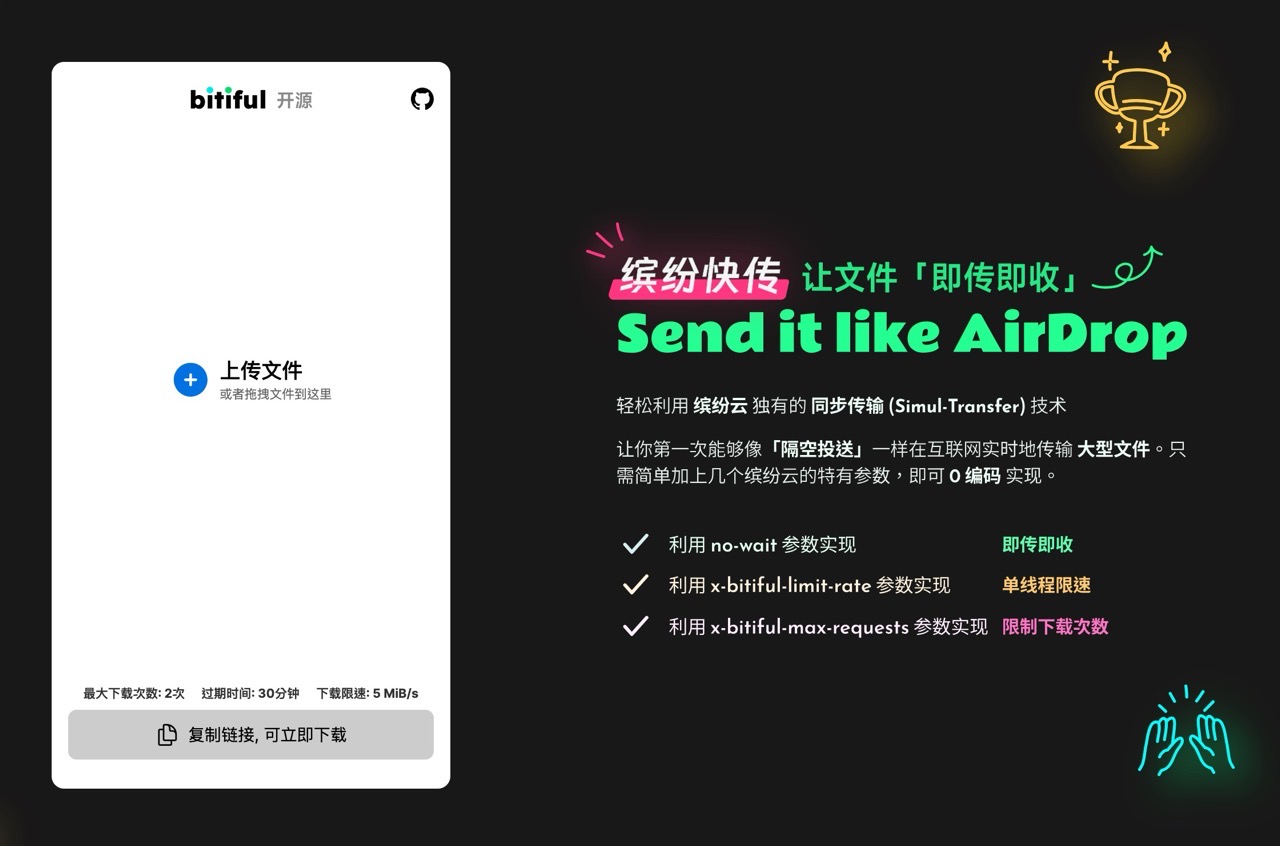 bitiful 开源
上传文件
或者拖拽文件到这里
最大下载次数: 2次 过期时间: 30分钟 下载限速: 5 MiB/s
复制链接, 可立即下载
缤纷快传 让文件「即传即收」
Send it like AirDrop
轻松利用 缤纷云 独有的 同步传输 (Simul-Transfer) 技术
让你第一次能够像「隔空投送」一样在互联网实时地传输 大型文件。只
需简单加上几个缤纷云的特有参数，即可 0 编码 实现。
利用 no-wait 参数实现 即传即收
利用 x-bitiful-limit-rate 参数实现 单线程限速
利用 x-bitiful-max-requests 参数实现 限制下载次数